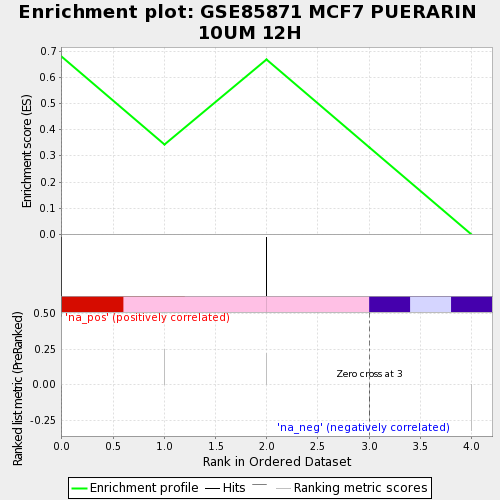 Enrichment plot: GSE85871 MCF7 PUERARIN
10UM 12H
Enrichment score (ES)
0.7
0.6
0.5
0.4
0.3
0.2
0.1
0.0
'na_pos' (positively correlated)
Ranked list metric (PreRanked)
0.50
0.25
0.00
-0.25
Zero cross at 3
'na_neg' (negatively correlated)
0.0 0.5 1.0 1.5 2.0 2.5 3.0 3.5 4.0
Rank in Ordered Dataset
Enrichment profile Hits Ranking metric scores